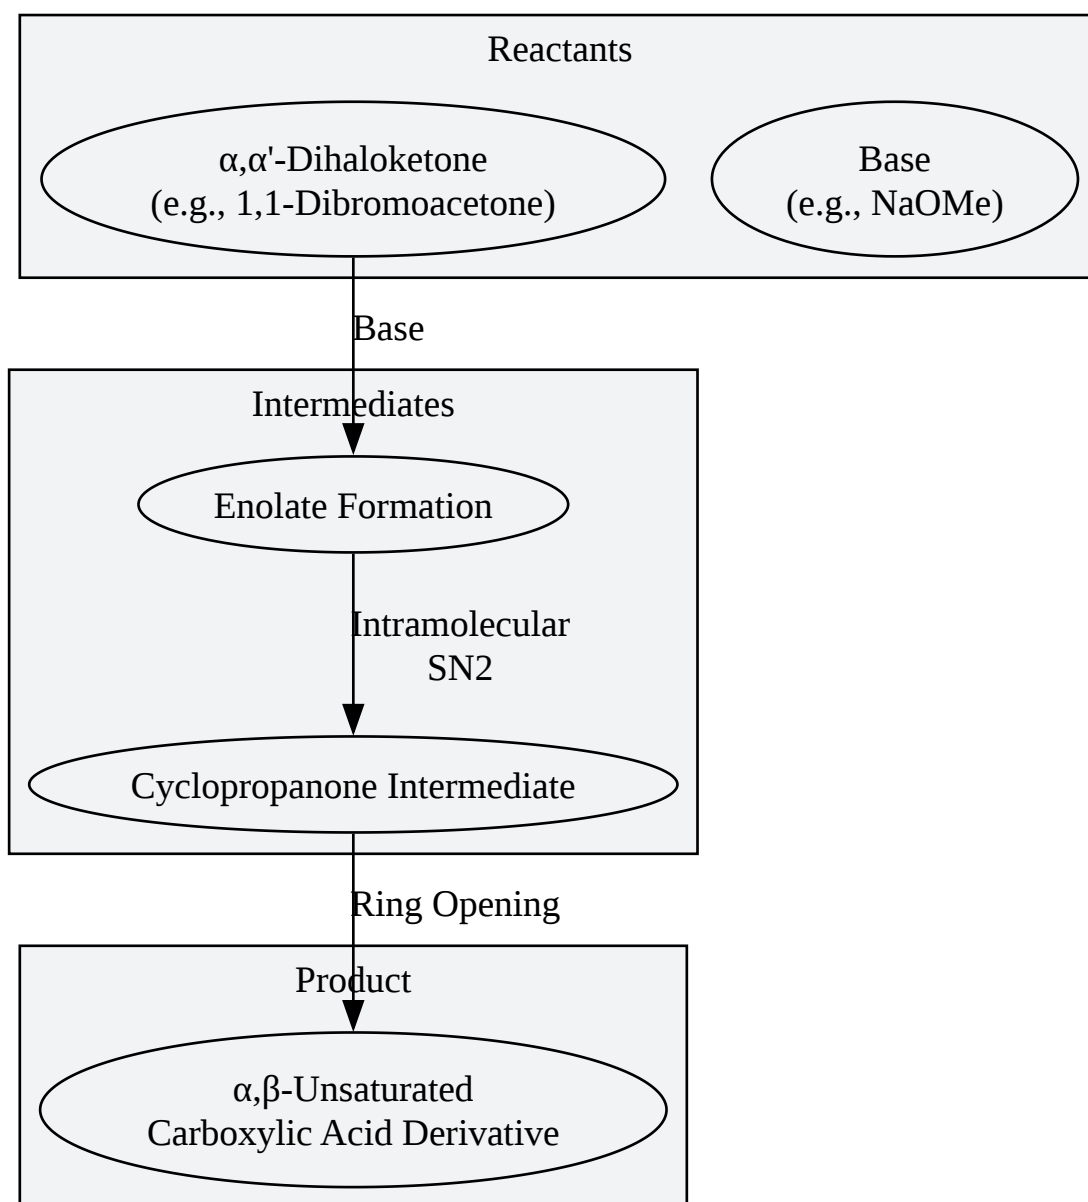 Reactants
α,α'-Dihaloketone
(e.g., 1,1-Dibromoacetone)
Base
(e.g., NaOMe)
Base
Intermediates
Enolate Formation
Intramolecular
SN2
Cyclopropanone Intermediate
Ring Opening
Product
α,β-Unsaturated
Carboxylic Acid Derivative